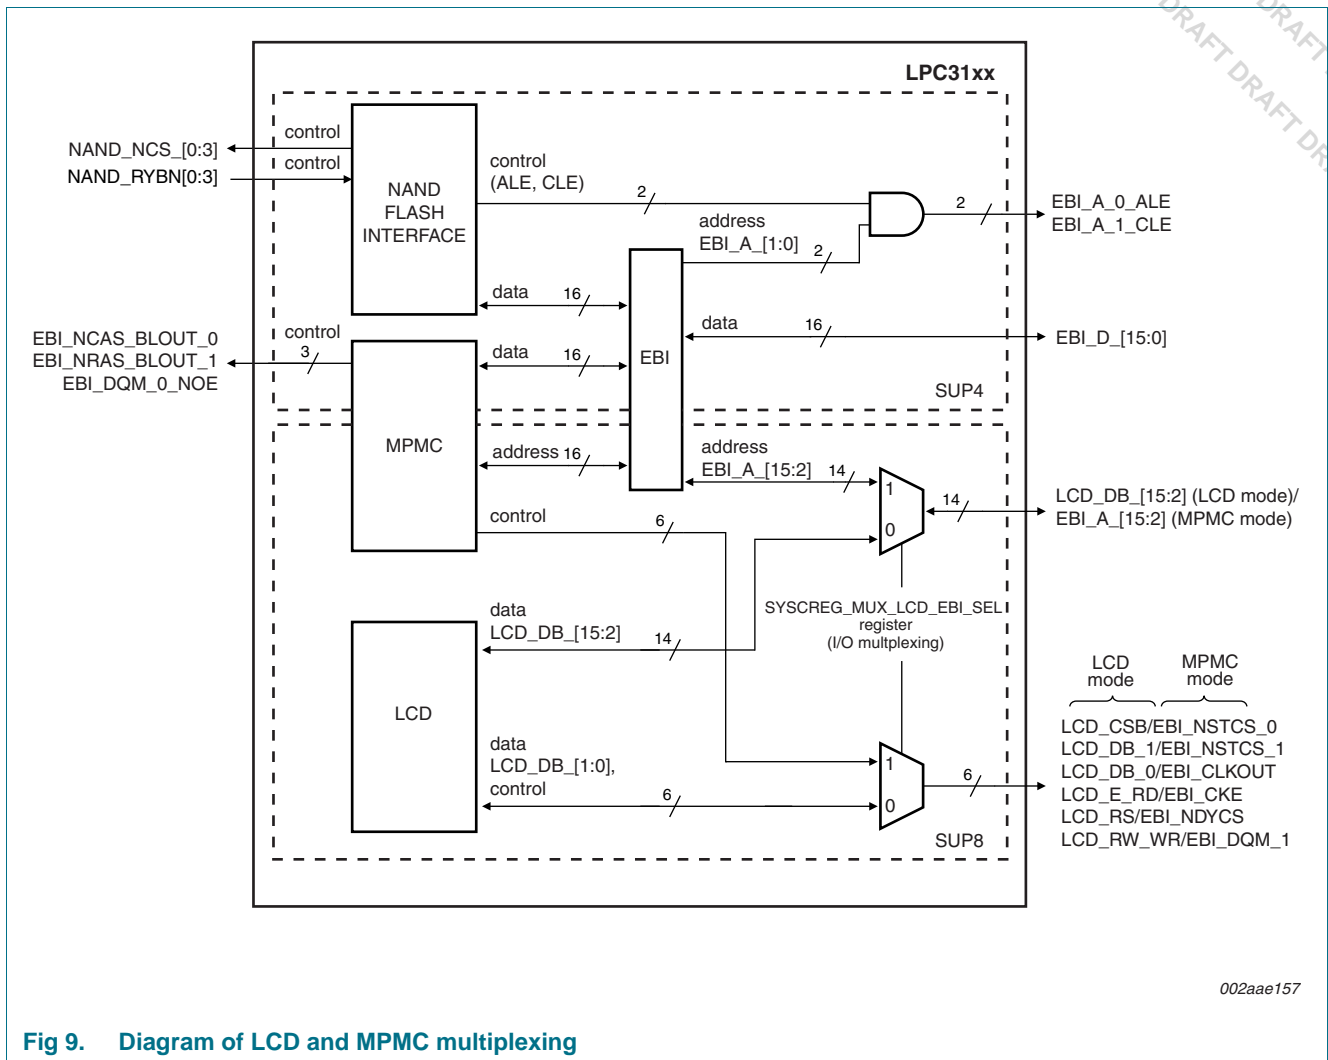 DRAFT DRAFT DR
DRAFT
LPC31xx
NAND_NCS_[0:3]
control
NAND_RYBN[0:3]
control
NAND
FLASH
INTERFACE
control
(ALE, CLE)
2
address
EBI_A_[1:0]
2
2
EBI_A_0_ALE
EBI_A_1_CLE
data
16
EBI_NCAS_BLOUT_0
EBI_NRAS_BLOUT_1
EBI_DQM_0_NOE
control
3
data
16
EBI
data
16
EBI_D_[15:0]
SUP4
MPMC
address
16
address
EBI_A_[15:2]
14
1
0
14
LCD_DB_[15:2] (LCD mode)/
EBI_A_[15:2] (MPMC mode)
control
6
SYSCREG_MUX_LCD_EBI_SEL
register
(I/O multplexing)
data
LCD_DB_[15:2]
14
LCD
data
LCD_DB_[1:0],
control
6
1
0
6
SUP8
LCD
mode
MPMC
mode
LCD_CSB/EBI_NSTCS_0
LCD_DB_1/EBI_NSTCS_1
LCD_DB_0/EBI_CLKOUT
LCD_E_RD/EBI_CKE
LCD_RS/EBI_NDYCS
LCD_RW_WR/EBI_DQM_1
002aae157
Fig 9. Diagram of LCD and MPMC multiplexing